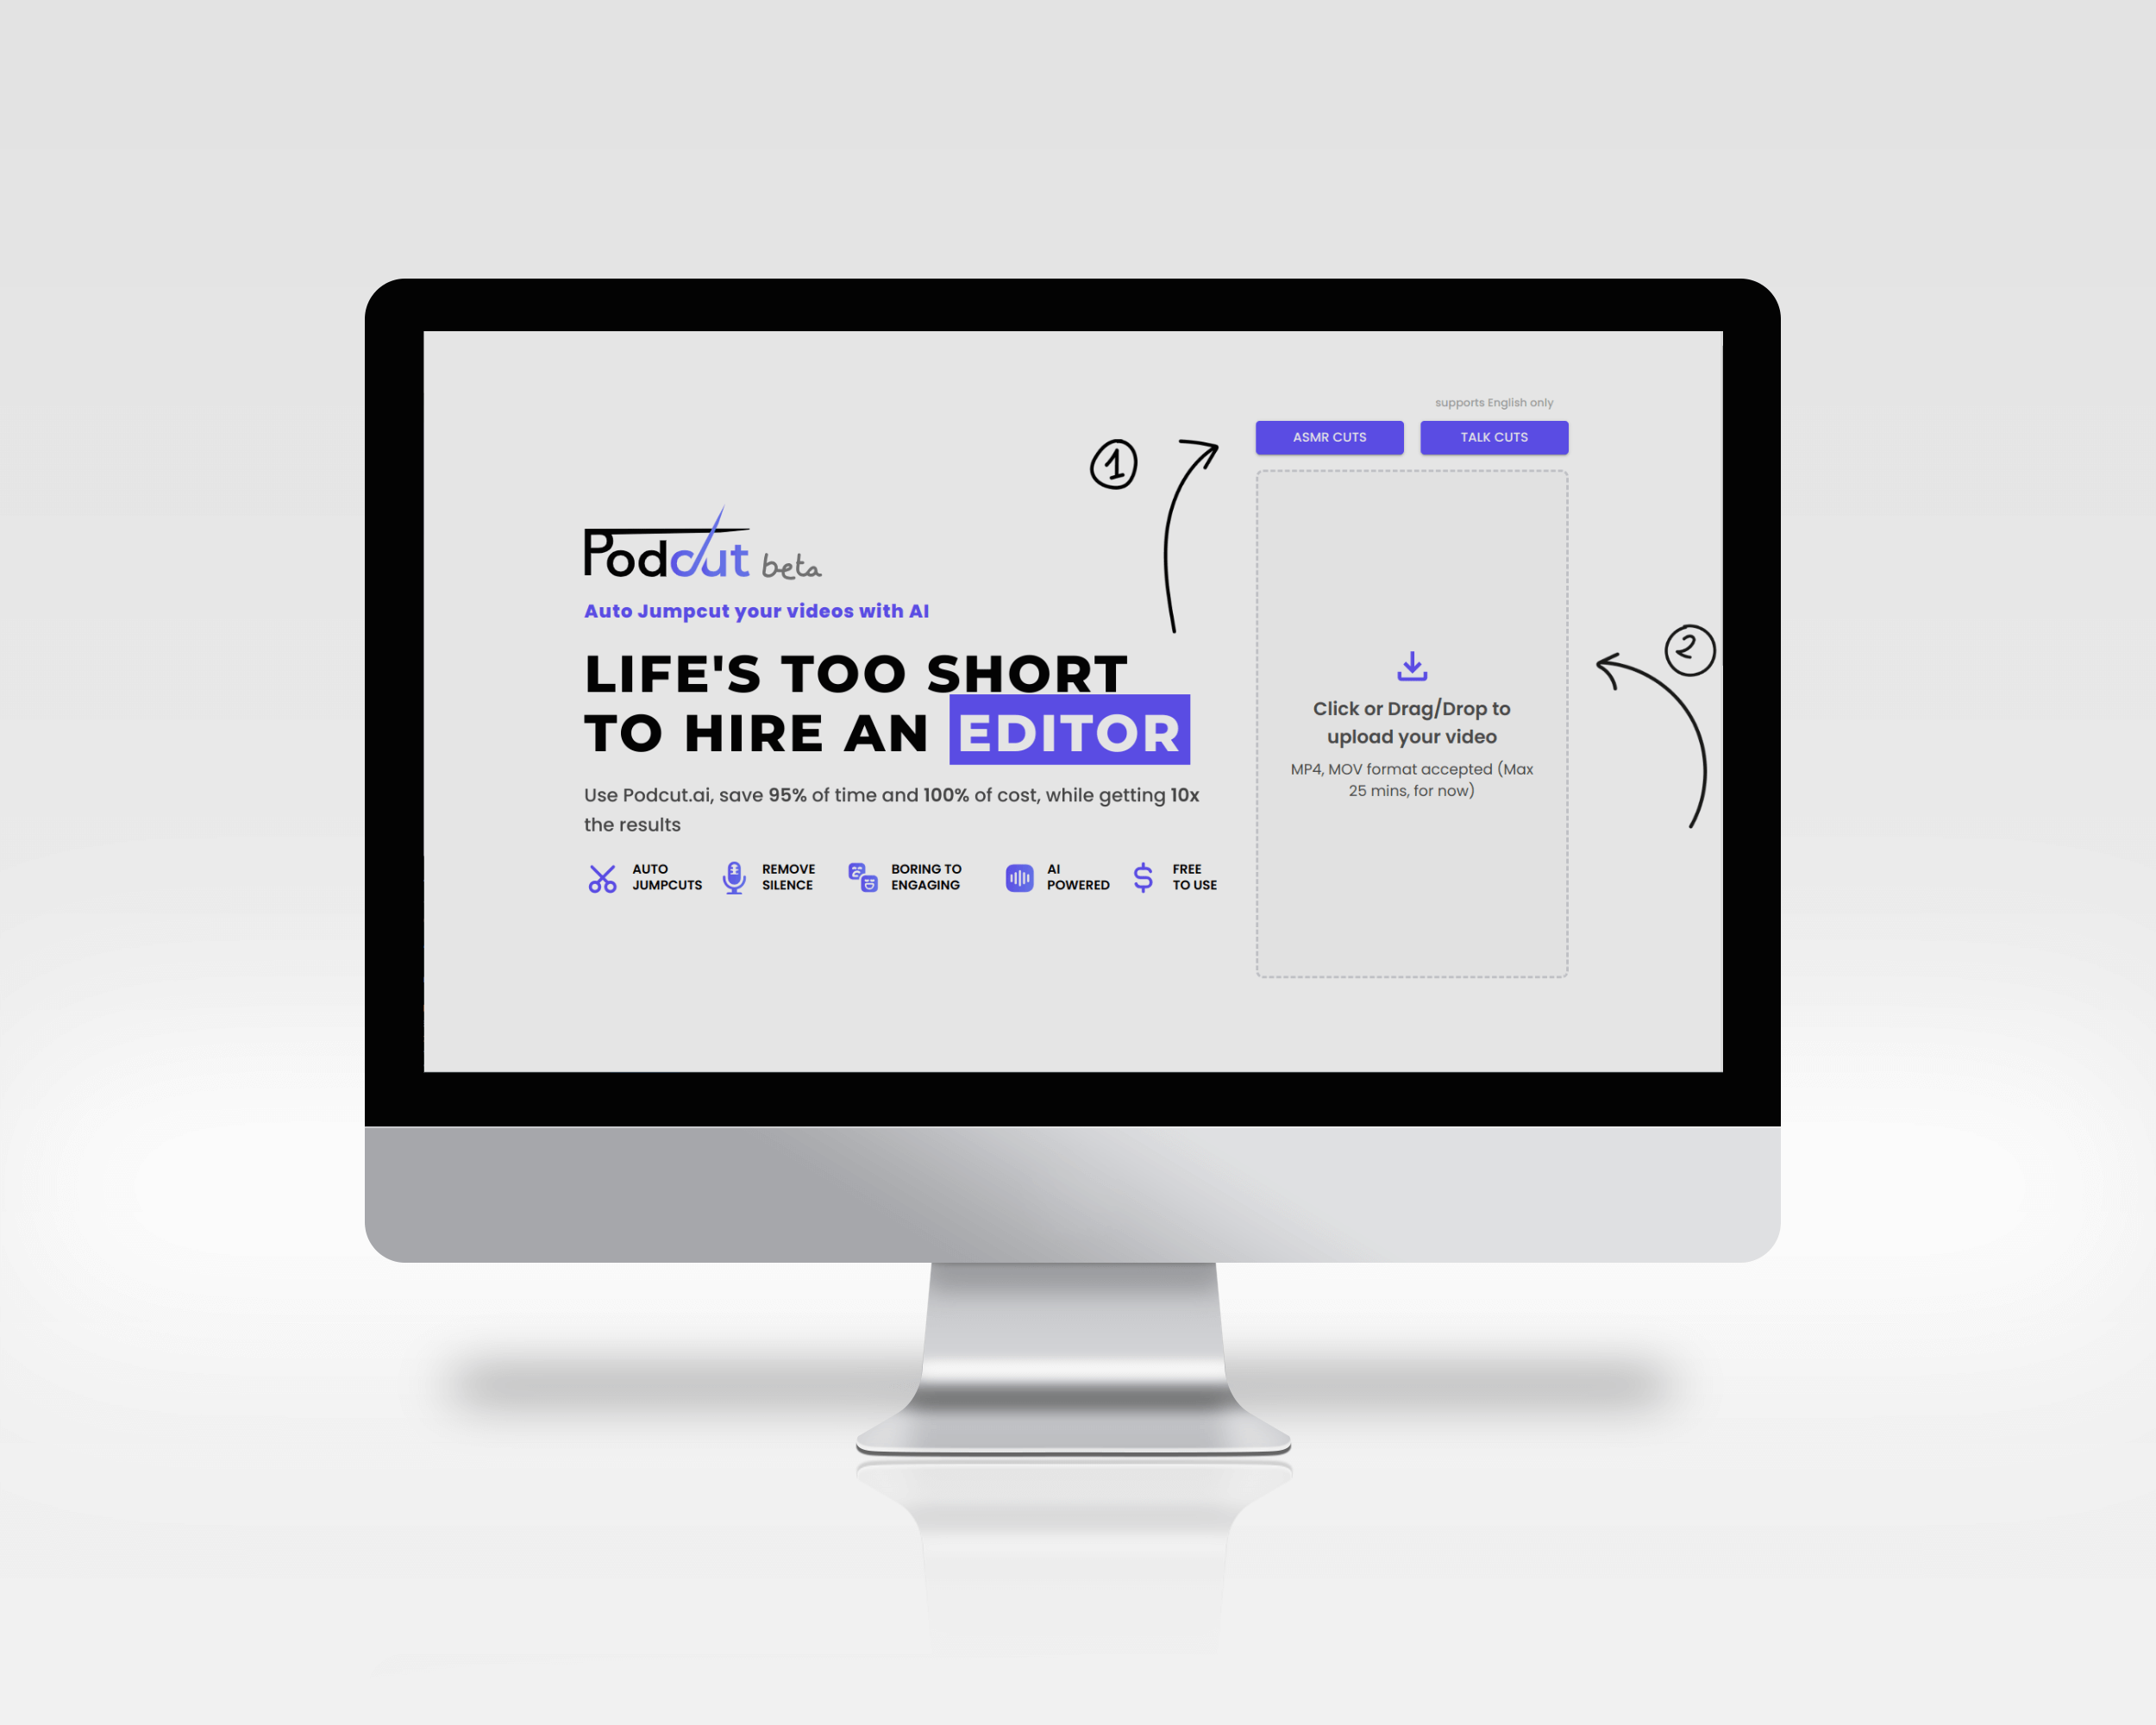 Podcut beta
Auto Jumpcut your videos with AI
LIFE'S TOO SHORT
TO HIRE AN EDITOR
Use Podcut.ai, save 95% of time and 100% of cost, while getting 10x
the results
AUTO
JUMPCUTS
REMOVE
SILENCE
BORING TO
ENGAGING
AI
POWERED
FREE
TO USE
1
supports English only
ASMR CUTS
TALK CUTS
Click or Drag/Drop to
upload your video
MP4, MOV format accepted (Max
25 mins, for now)
2